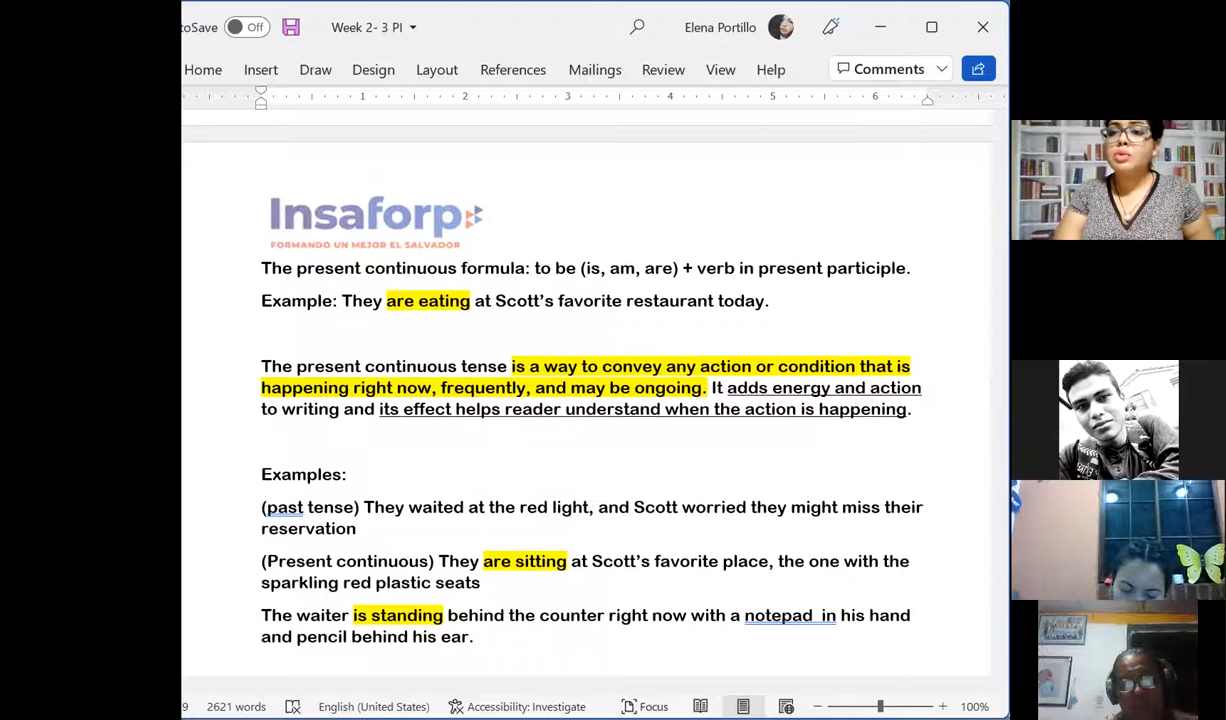 toSave Off Week 2- 3 PI Elena Portillo
Home Insert Draw Design Layout References Mailings Review View Help Comments
1 2 3 4 5 6
Insaforp
FORMANDO UN MEJOR EL SALVADOR
The present continuous formula: to be (is, am, are) + verb in present participle.
Example: They are eating at Scott's favorite restaurant today.
The present continuous tense is a way to convey any action or condition that is
happening right now, frequently, and may be ongoing. It adds energy and action
to writing and its effect helps reader understand when the action is happening.
Examples:
(past tense) They waited at the red light, and Scott worried they might miss their
reservation
(Present continuous) They are sitting at Scott's favorite place, the one with the
sparkling red plastic seats
The waiter is standing behind the counter right now with a notepad  in his hand
and pencil behind his ear.
9 2621 words English (United States) Accessibility: Investigate Focus 100%